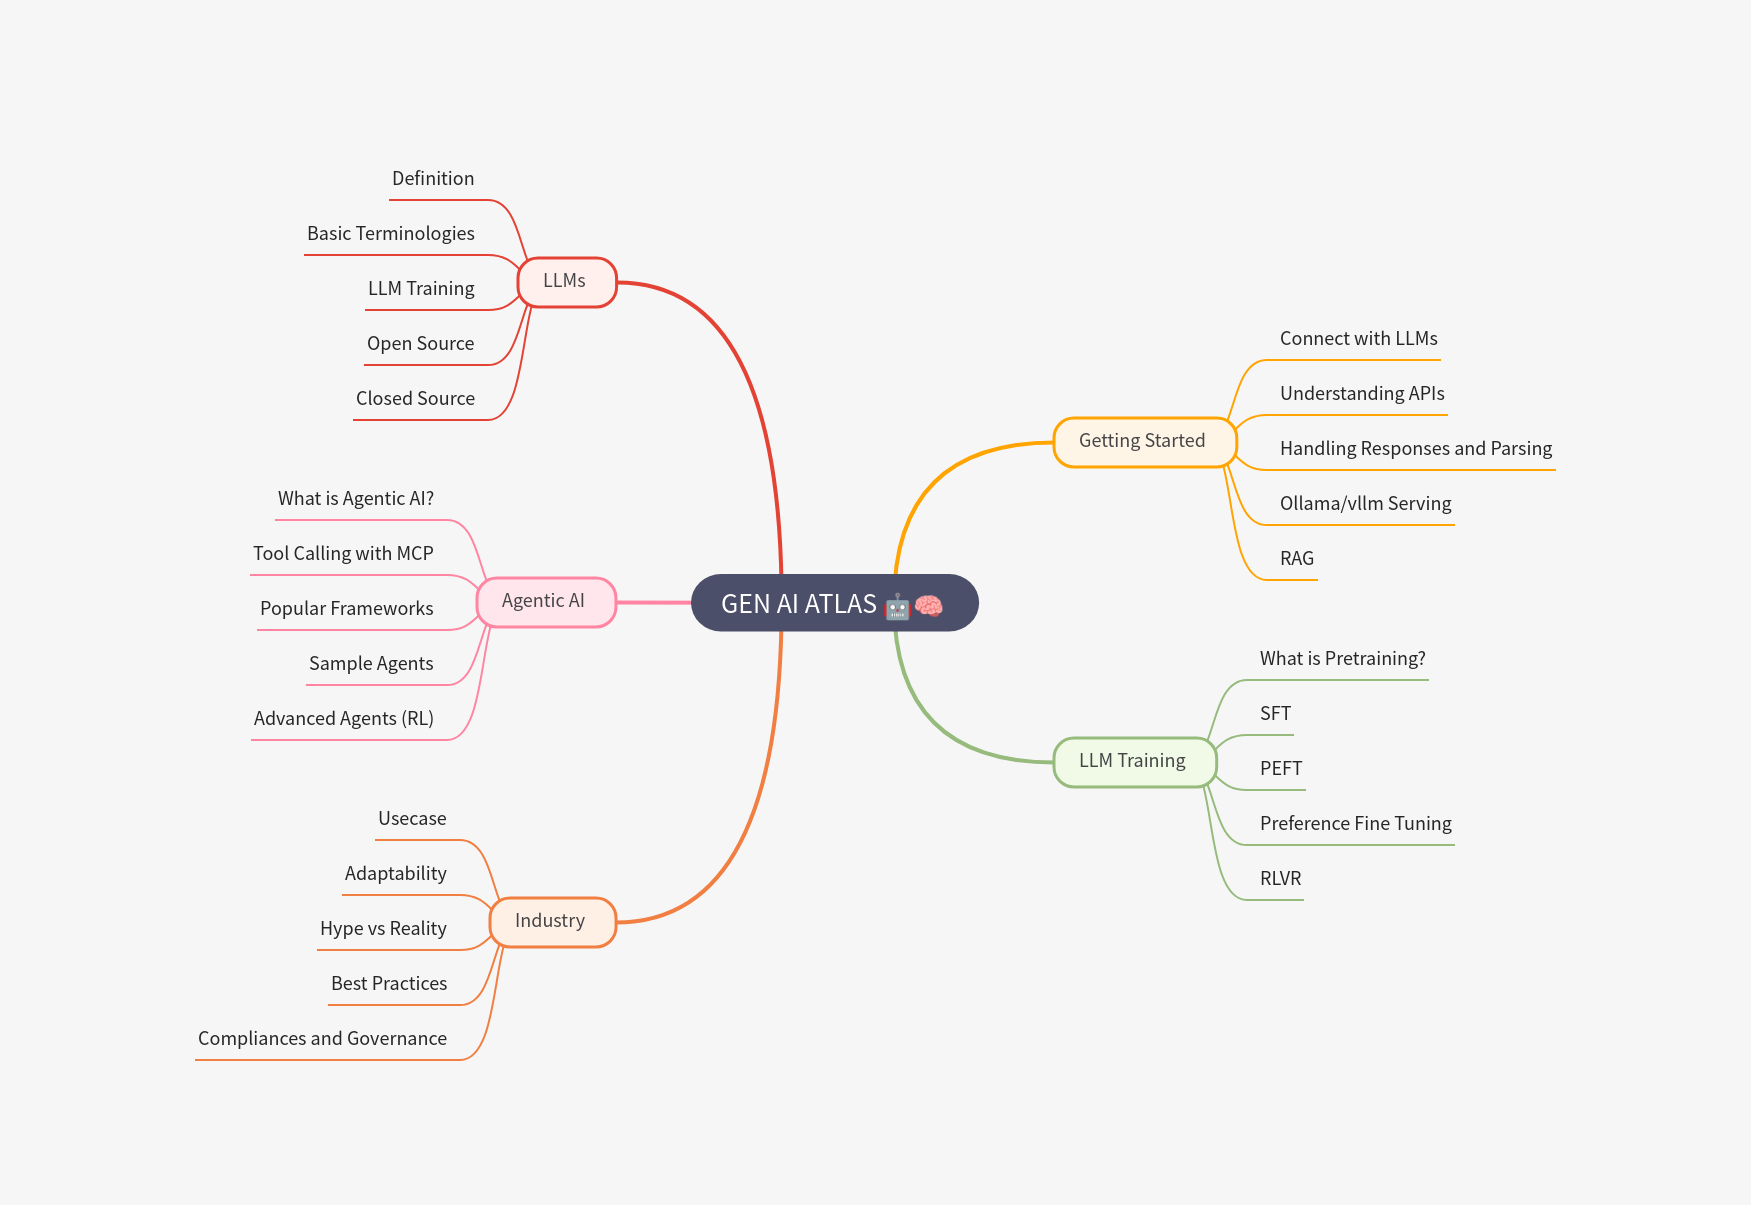 GEN AI ATLAS 🤖🧠
LLMs
Definition
Basic Terminologies
LLM Training
Open Source
Closed Source
Agentic AI
What is Agentic AI?
Tool Calling with MCP
Popular Frameworks
Sample Agents
Advanced Agents (RL)
Industry
Usecase
Adaptability
Hype vs Reality
Best Practices
Compliances and Governance
Getting Started
Connect with LLMs
Understanding APIs
Handling Responses and Parsing
Ollama/vllm Serving
RAG
LLM Training
What is Pretraining?
SFT
PEFT
Preference Fine Tuning
RLVR